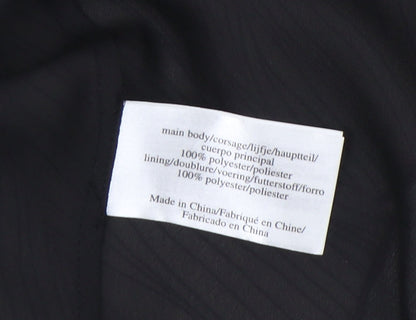 main body/corsage/lijfje/hauptteil/
cuerpo principal
100% polyester/poliester
lining/doublure/voering/futterstoff/forro
100% polyester/poliester
Made in China/Fabriqué en Chine/
Fabricado en China